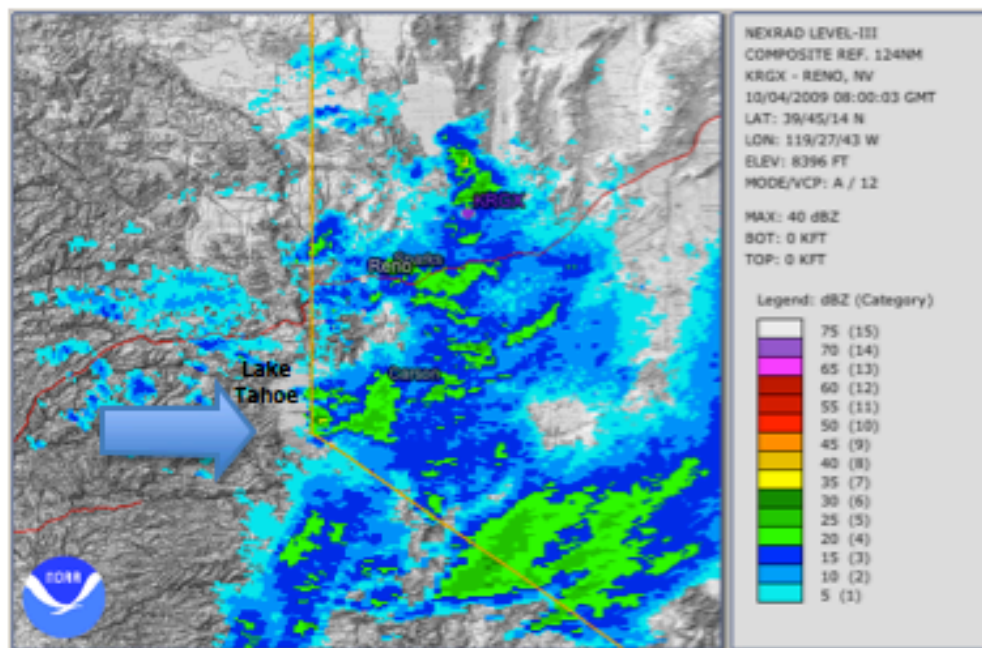 NEXRAD LEVEL-III
COMPOSITE REF. 124NM
KRGX - RENO, NV
10/04/2009 08:00:03 GMT
LAT: 39/45/14 N
LON: 119/27/43 W
ELEV: 8396 FT
MODE/VCP: A / 12
MAX: 40 dBZ
BOT: 0 KFT
TOP: 0 KFT
Legend: dBZ (Category)
75 (15)
70 (14)
65 (13)
60 (12)
55 (11)
50 (10)
45 (9)
40 (8)
35 (7)
30 (6)
25 (5)
20 (4)
15 (3)
10 (2)
5 (1)
KRGX
Sparks
Reno
Carson
Lake
Tahoe
NOAA